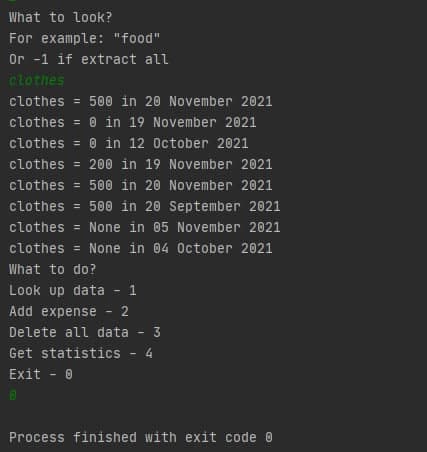 What to look?
For example: "food"
Or -1 if extract all
clothes
clothes = 500 in 20 November 2021
clothes = 0 in 19 November 2021
clothes = 0 in 12 October 2021
clothes = 200 in 19 November 2021
clothes = 500 in 20 November 2021
clothes = 500 in 20 September 2021
clothes = None in 05 November 2021
clothes = None in 04 October 2021
What to do?
Look up data - 1
Add expense - 2
Delete all data - 3
Get statistics - 4
Exit - 0
0
Process finished with exit code 0